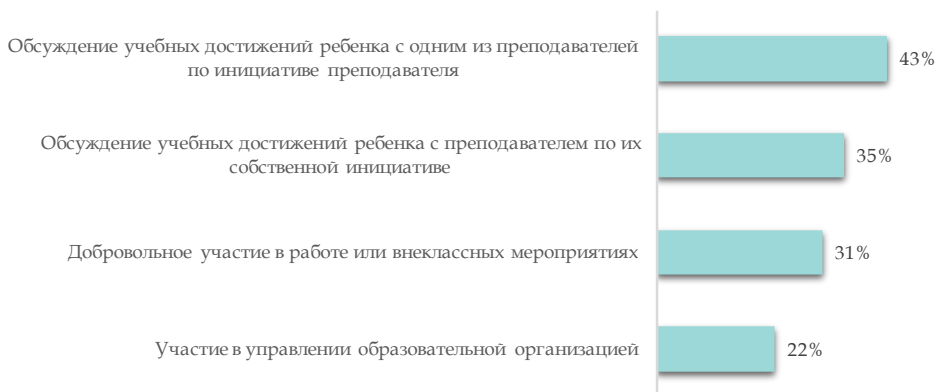 Обсуждение учебных достижений ребенка с одним из преподавателей
по инициативе преподавателя
43%
Обсуждение учебных достижений ребенка с преподавателем по их
собственной инициативе
35%
Добровольное участие в работе или внеклассных мероприятиях
31%
Участие в управлении образовательной организацией
22%